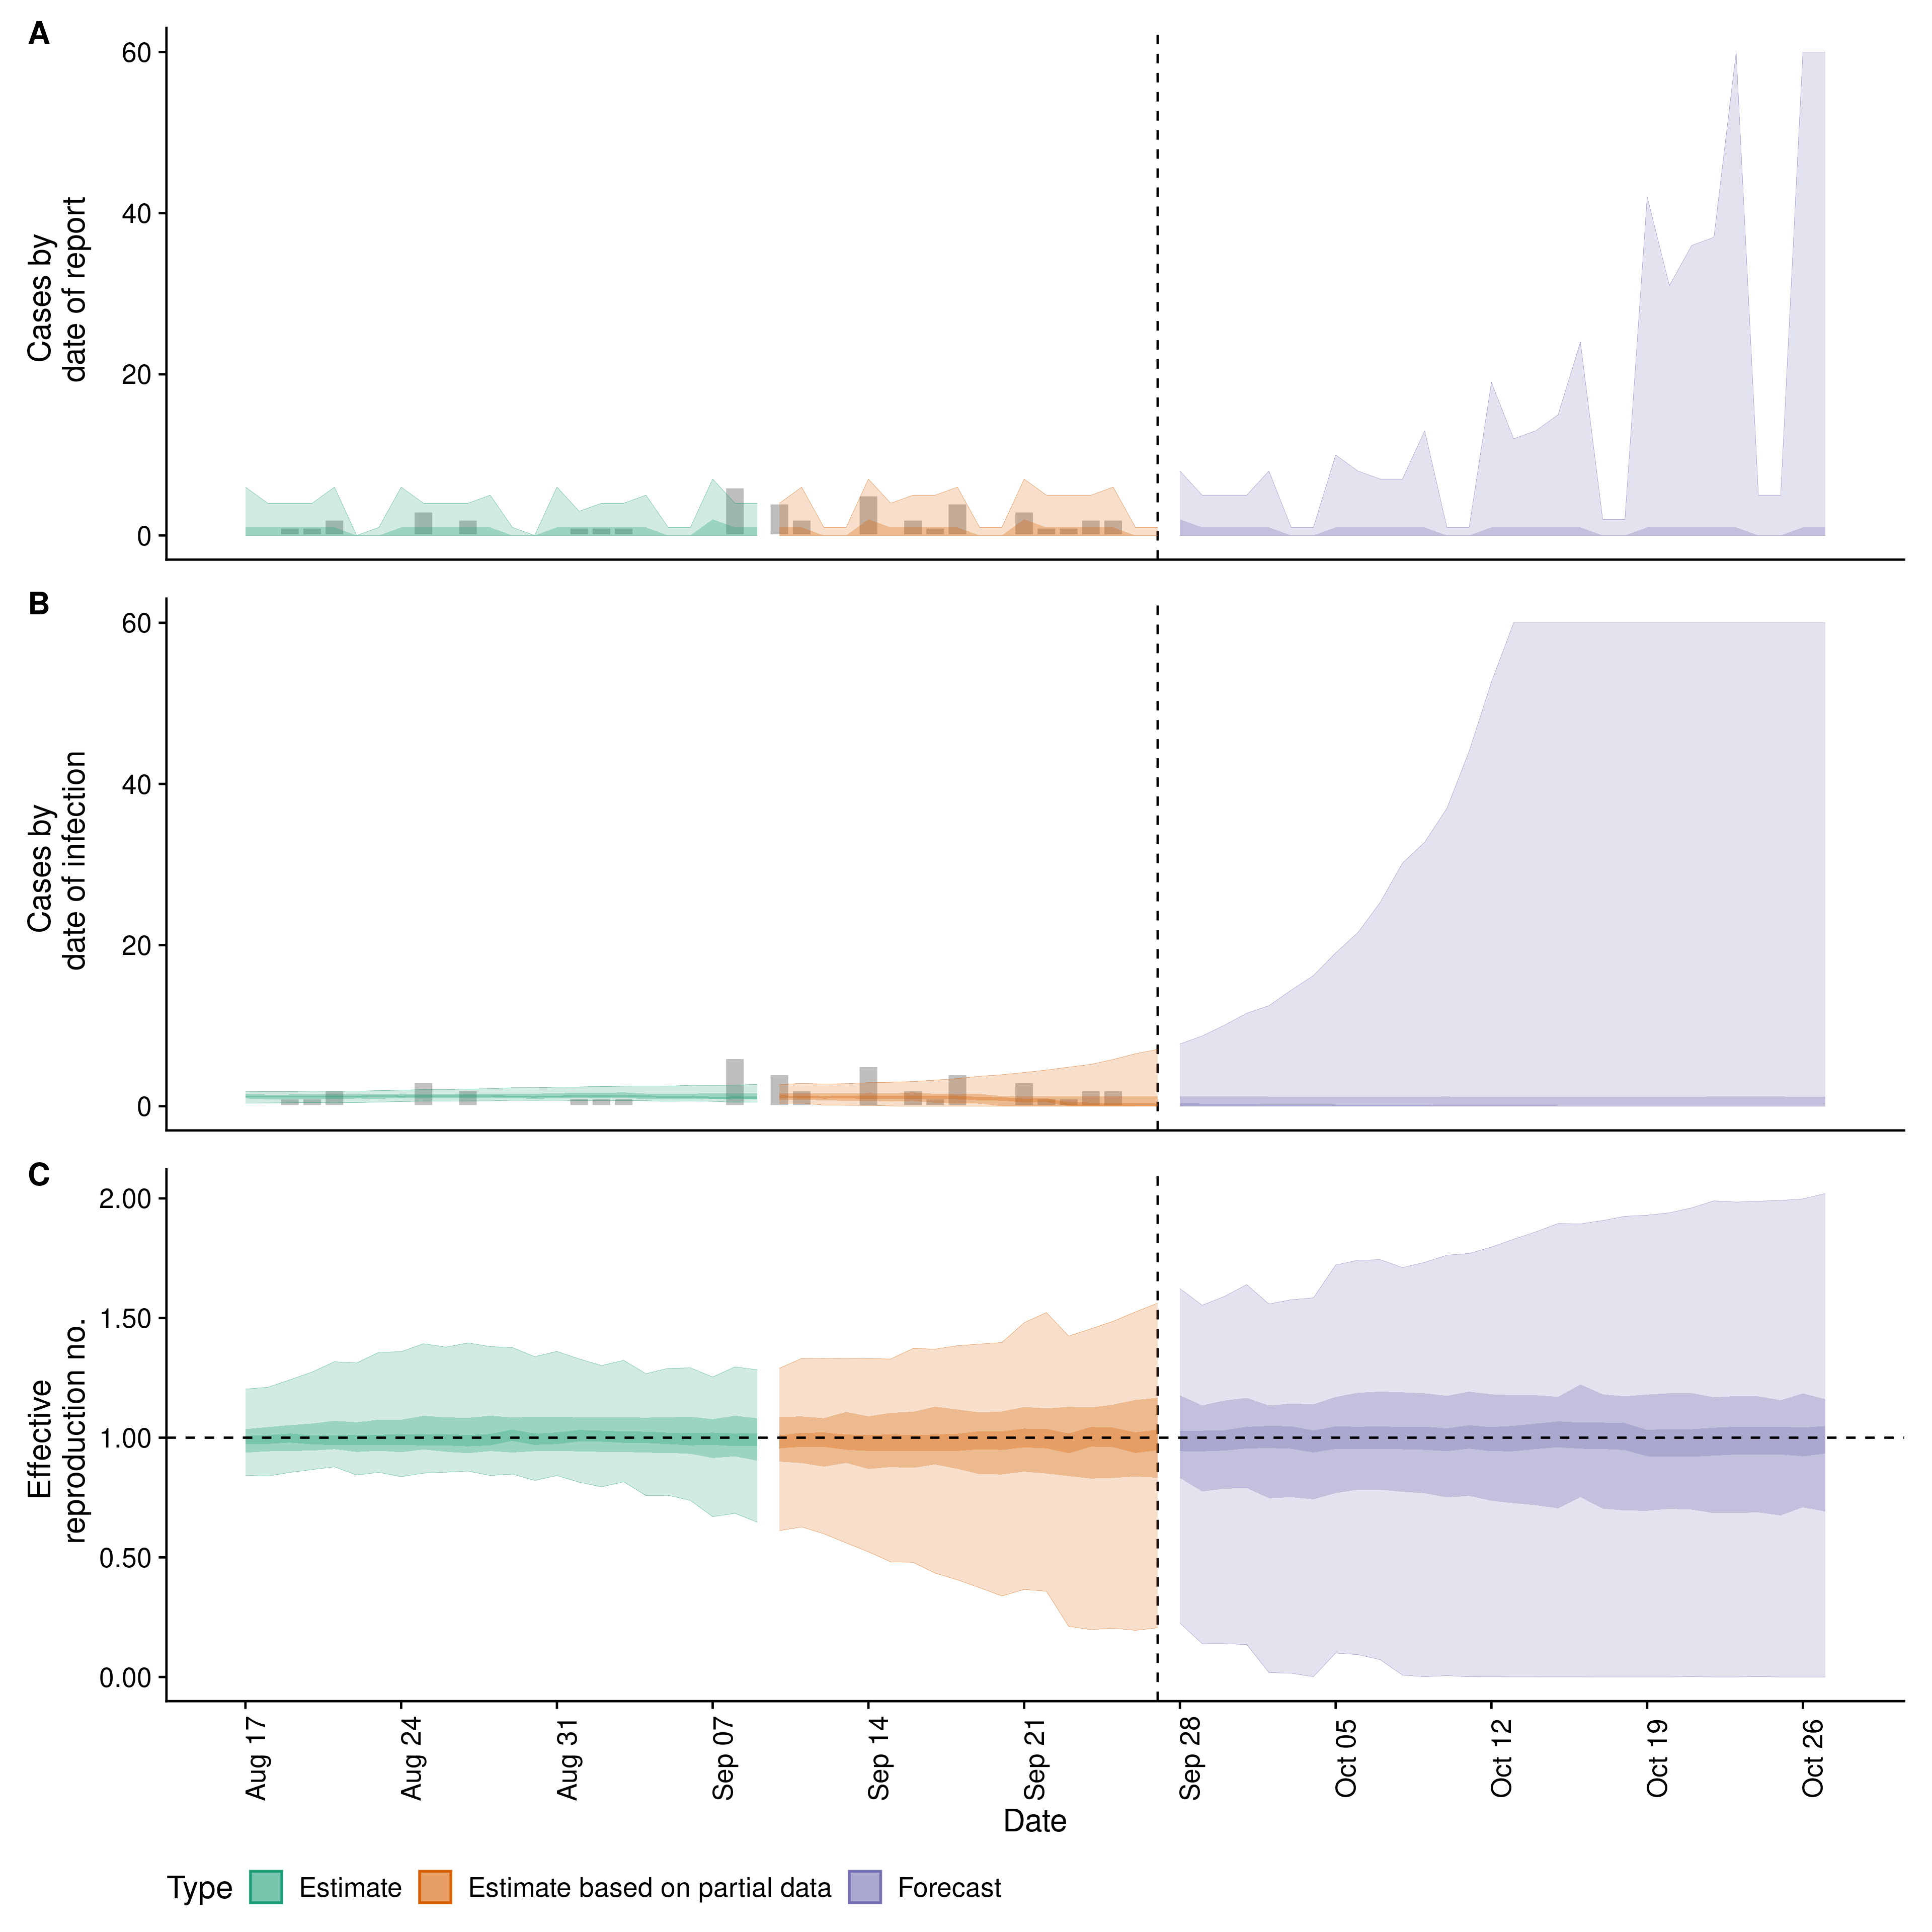 A
60
40
20
0
Cases by
date of report
B
60
40
20
0
Cases by
date of infection
C
2.00
1.50
1.00
0.50
0.00
Effective
reproduction no.
Aug 17
Aug 24
Aug 31
Sep 07
Sep 14
Sep 21
Sep 28
Oct 05
Oct 12
Oct 19
Oct 26
Date
Type Estimate Estimate based on partial data Forecast